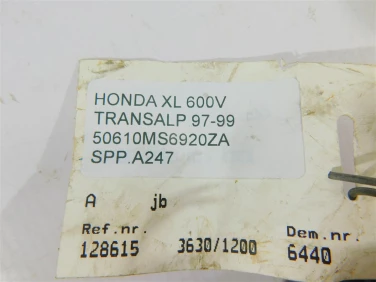 HONDA XL 600V
TRANSALP 97-99
50610MS6920ZA
SPP.A247
A jb
Ref.nr. Dem.nr.
128615 3630/1200 6440